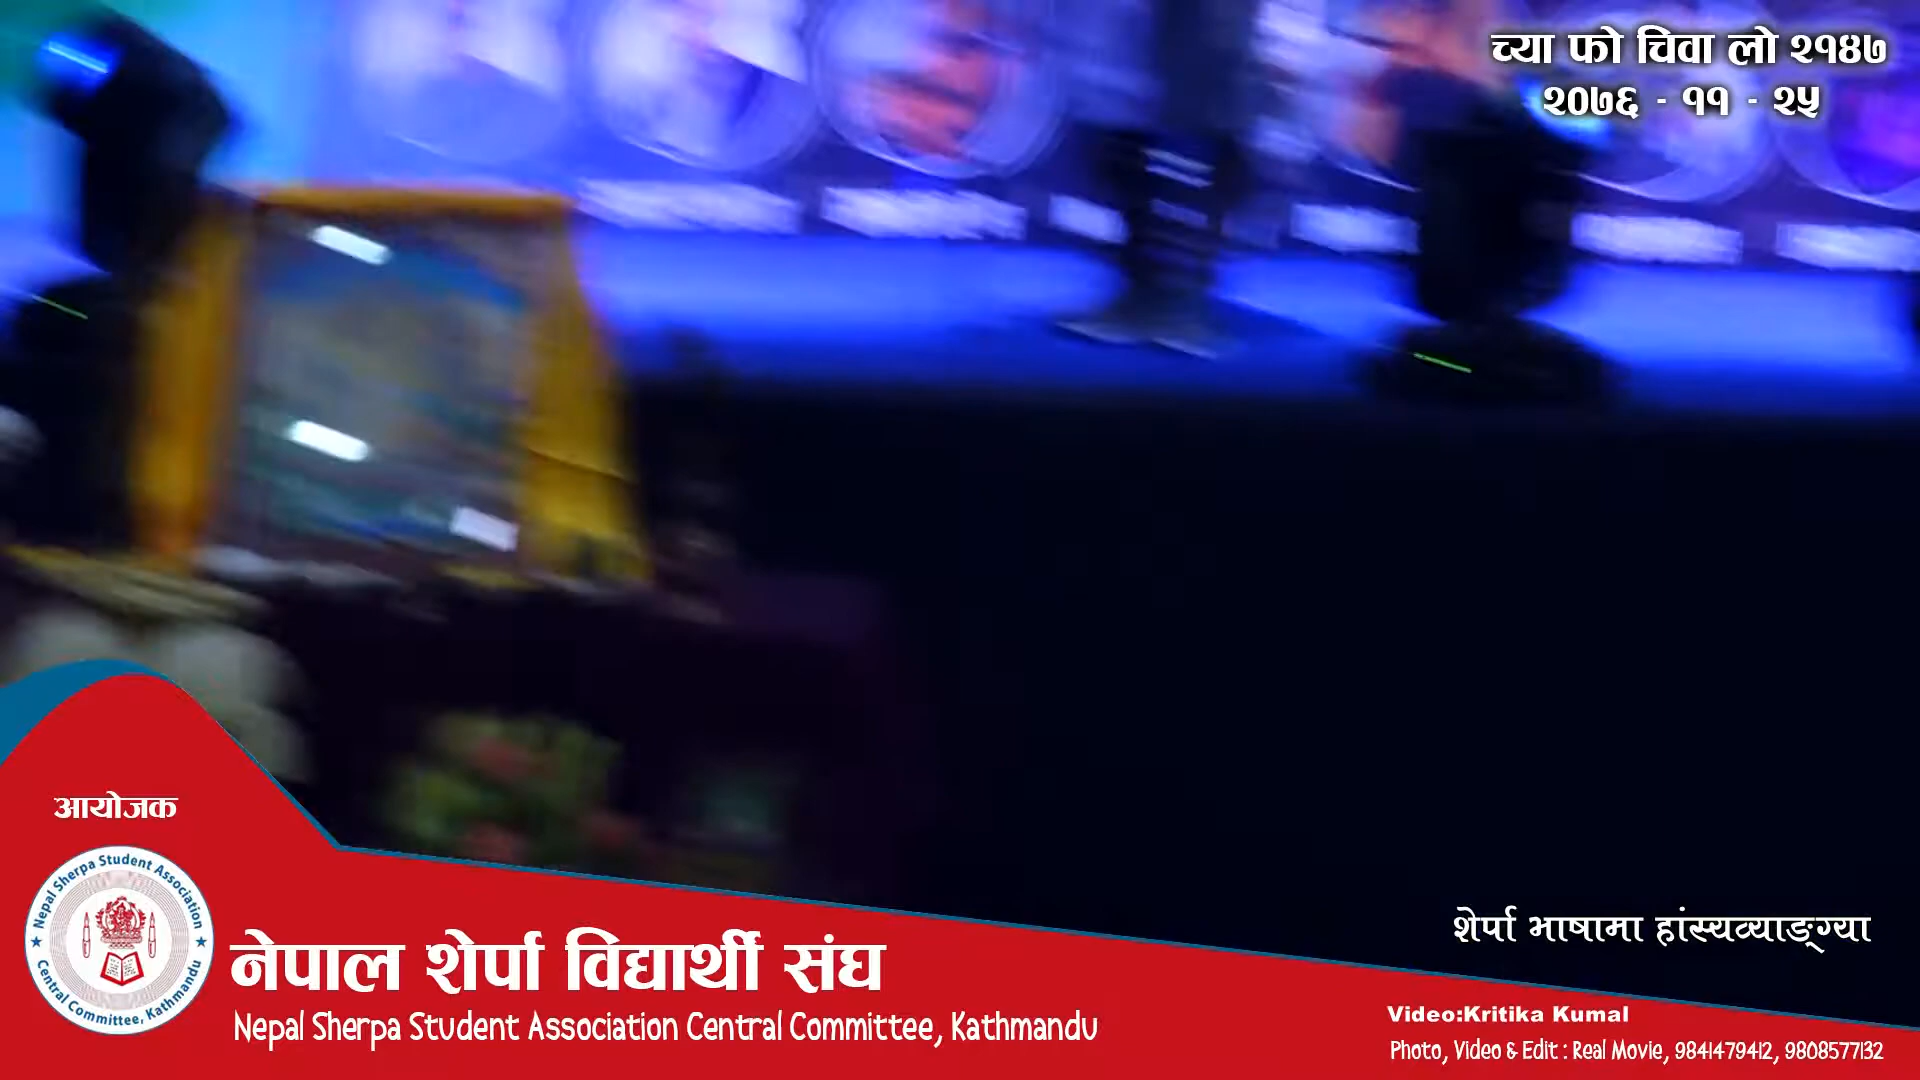 च्या फो चिवा लो २१४७
२०७६ - ११ - २५
आयोजक
Nepal Sherpa Student Association
Central Committee, Kathmandu
नेपाल शेर्पा विद्यार्थी संघ
Nepal Sherpa Student Association Central Committee, Kathmandu
शेर्पा भाषामा हांस्यव्याङ्ग्या
Video:Kritika Kumal
Photo, Video & Edit : Real Movie, 9841479412, 9808577132